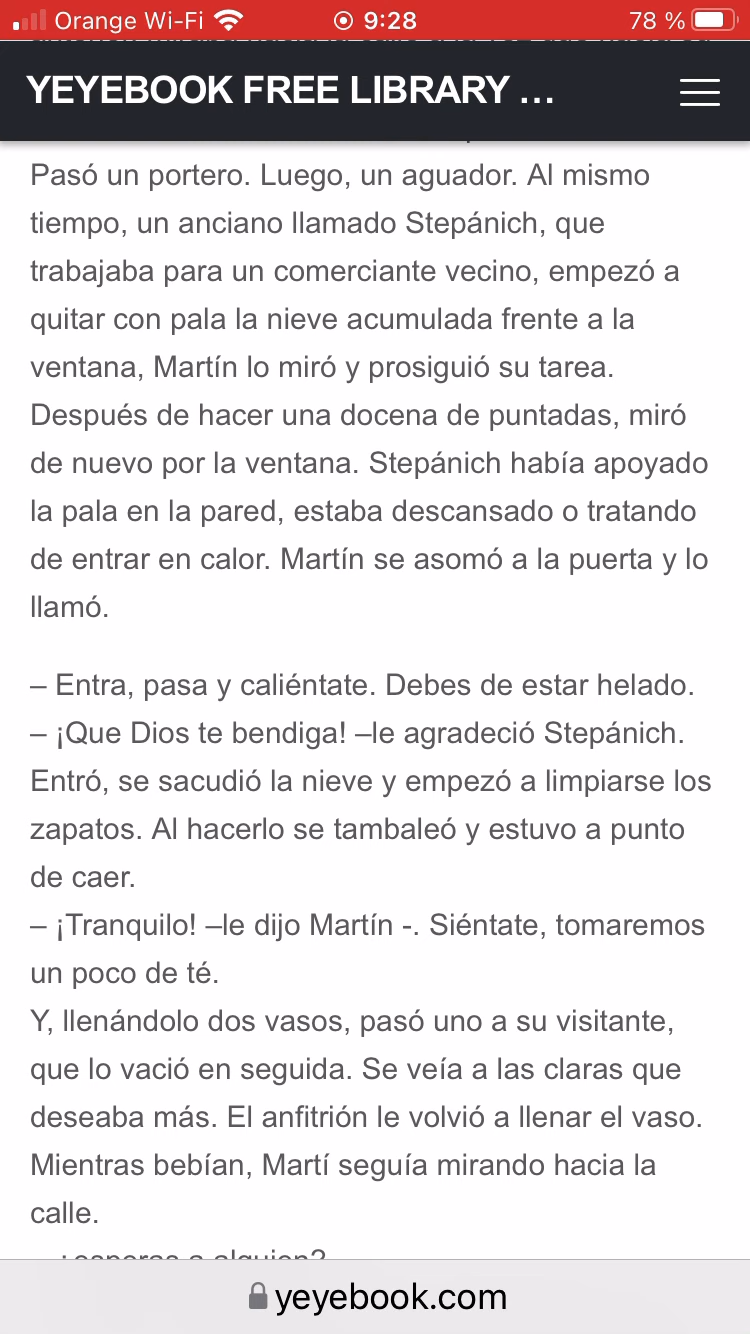 Orange Wi-Fi 9:28 78 %
YEYEBOOK FREE LIBRARY ...
Pasó un portero. Luego, un aguador. Al mismo
tiempo, un anciano llamado Stepánich, que
trabajaba para un comerciante vecino, empezó a
quitar con pala la nieve acumulada frente a la
ventana, Martín lo miró y prosiguió su tarea.
Después de hacer una docena de puntadas, miró
de nuevo por la ventana. Stepánich había apoyado
la pala en la pared, estaba descansado o tratando
de entrar en calor. Martín se asomó a la puerta y lo
llamó.
– Entra, pasa y caliéntate. Debes de estar helado.
– ¡Que Dios te bendiga! –le agradeció Stepánich.
Entró, se sacudió la nieve y empezó a limpiarse los
zapatos. Al hacerlo se tambaleó y estuvo a punto
de caer.
– ¡Tranquilo! –le dijo Martín -. Siéntate, tomaremos
un poco de té.
Y, llenándolo dos vasos, pasó uno a su visitante,
que lo vació en seguida. Se veía a las claras que
deseaba más. El anfitrión le volvió a llenar el vaso.
Mientras bebían, Martí seguía mirando hacia la
calle.
– ¿esperas a alguien?
yeyebook.com